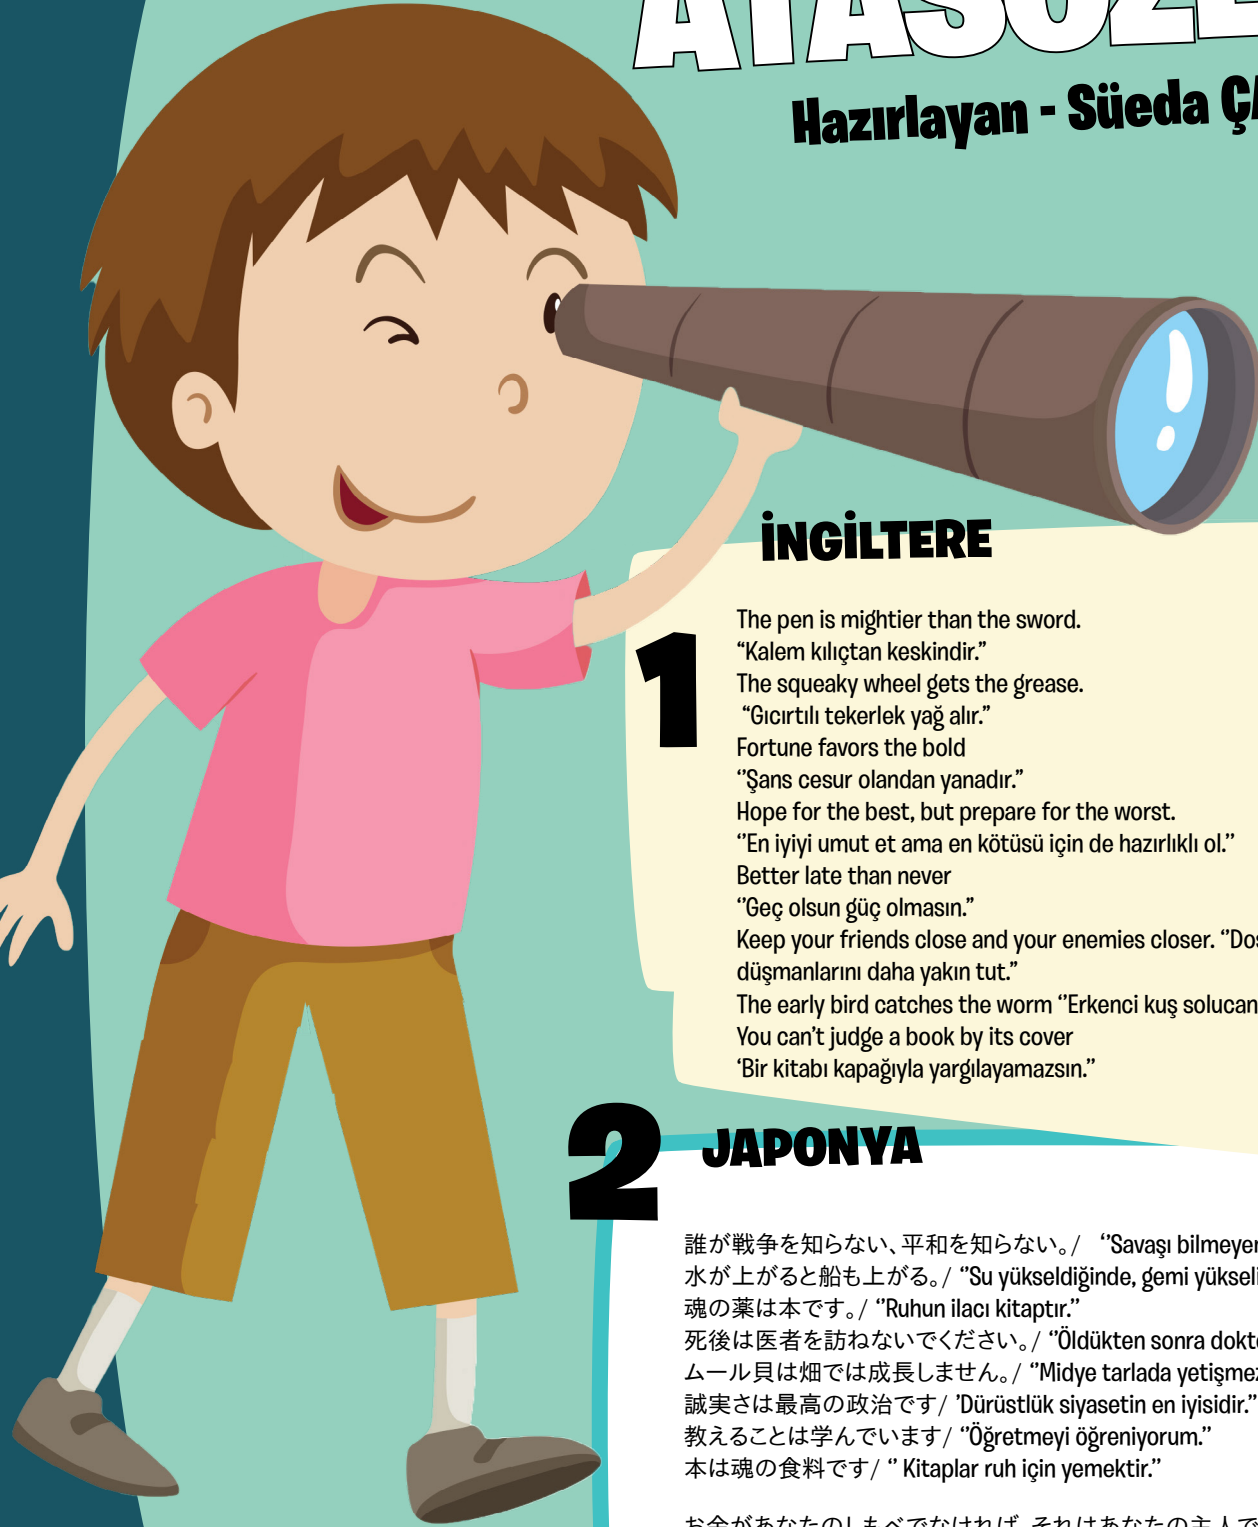 Hazırlayan - Süeda
İNGİLTERE
1
The pen is mightier than the sword.
“Kalem kılıçtan keskindir.”
The squeaky wheel gets the grease.
“Gıcırtılı tekerlek yağ alır.”
Fortune favors the bold
‘’Şans cesur olandan yanadır.”
Hope for the best, but prepare for the worst.
‘’En iyiyi umut et ama en kötüsü için de hazırlıklı ol.’’
Better late than never
‘’Geç olsun güç olmasın.”
Keep your friends close and your enemies closer.
düşmanlarını daha yakın tut.”
The early bird catches the worm ‘’Erkenci kuş
You can’t judge a book by its cover
‘Bir kitabı kapağıyla yargılayamazsın.’’
2
JAPONYA
誰が戦争を知らない、平和を知らない。/ ‘’Savaşı
水が上がると船も上がる。/ ‘’Su yükseldiğinde, gemi
魂の薬は本です。/ ‘’Ruhun ilacı kitaptır.’’
死後は医者を訪ねないでください。/ ‘’Öldükten sonra
ムール貝は畑では成長しません。/ ‘’Midye tarlada
誠実さは最高の政治です/ ’Dürüstlük siyasetin en iyisidir.’’
教えることは学んでいます/ ‘’Öğretmeyi öğreniyorum.’’
本は魂の食料です/ ‘’ Kitaplar ruh için yemektir.’’